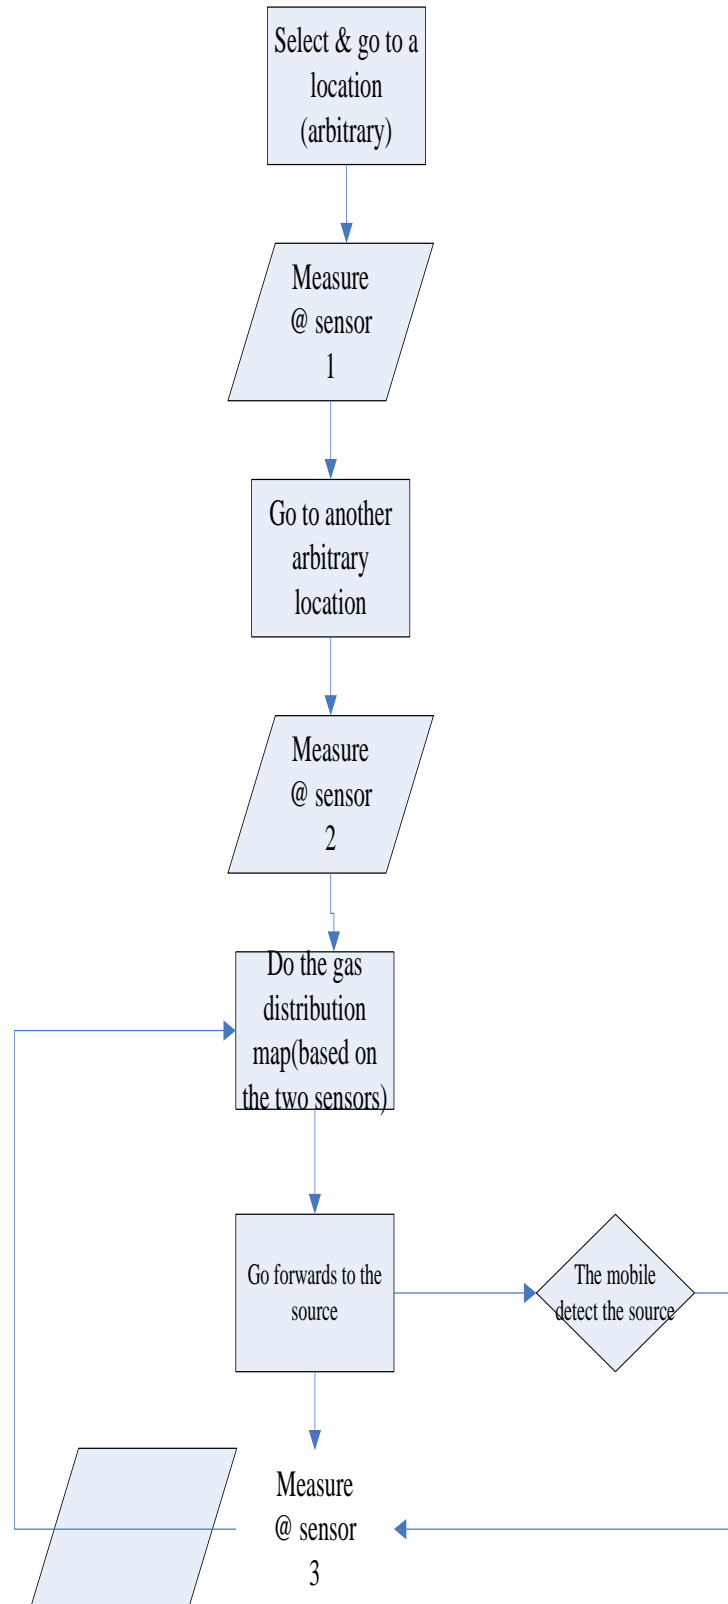 Select & go to a
location
(arbitrary)
Measure
@ sensor
1
Go to another
arbitrary
location
Measure
@ sensor
2
Do the gas
distribution
map(based on
the two sensors)
Go forwards to the
source
The mobile
detect the source
Measure
@ sensor
3